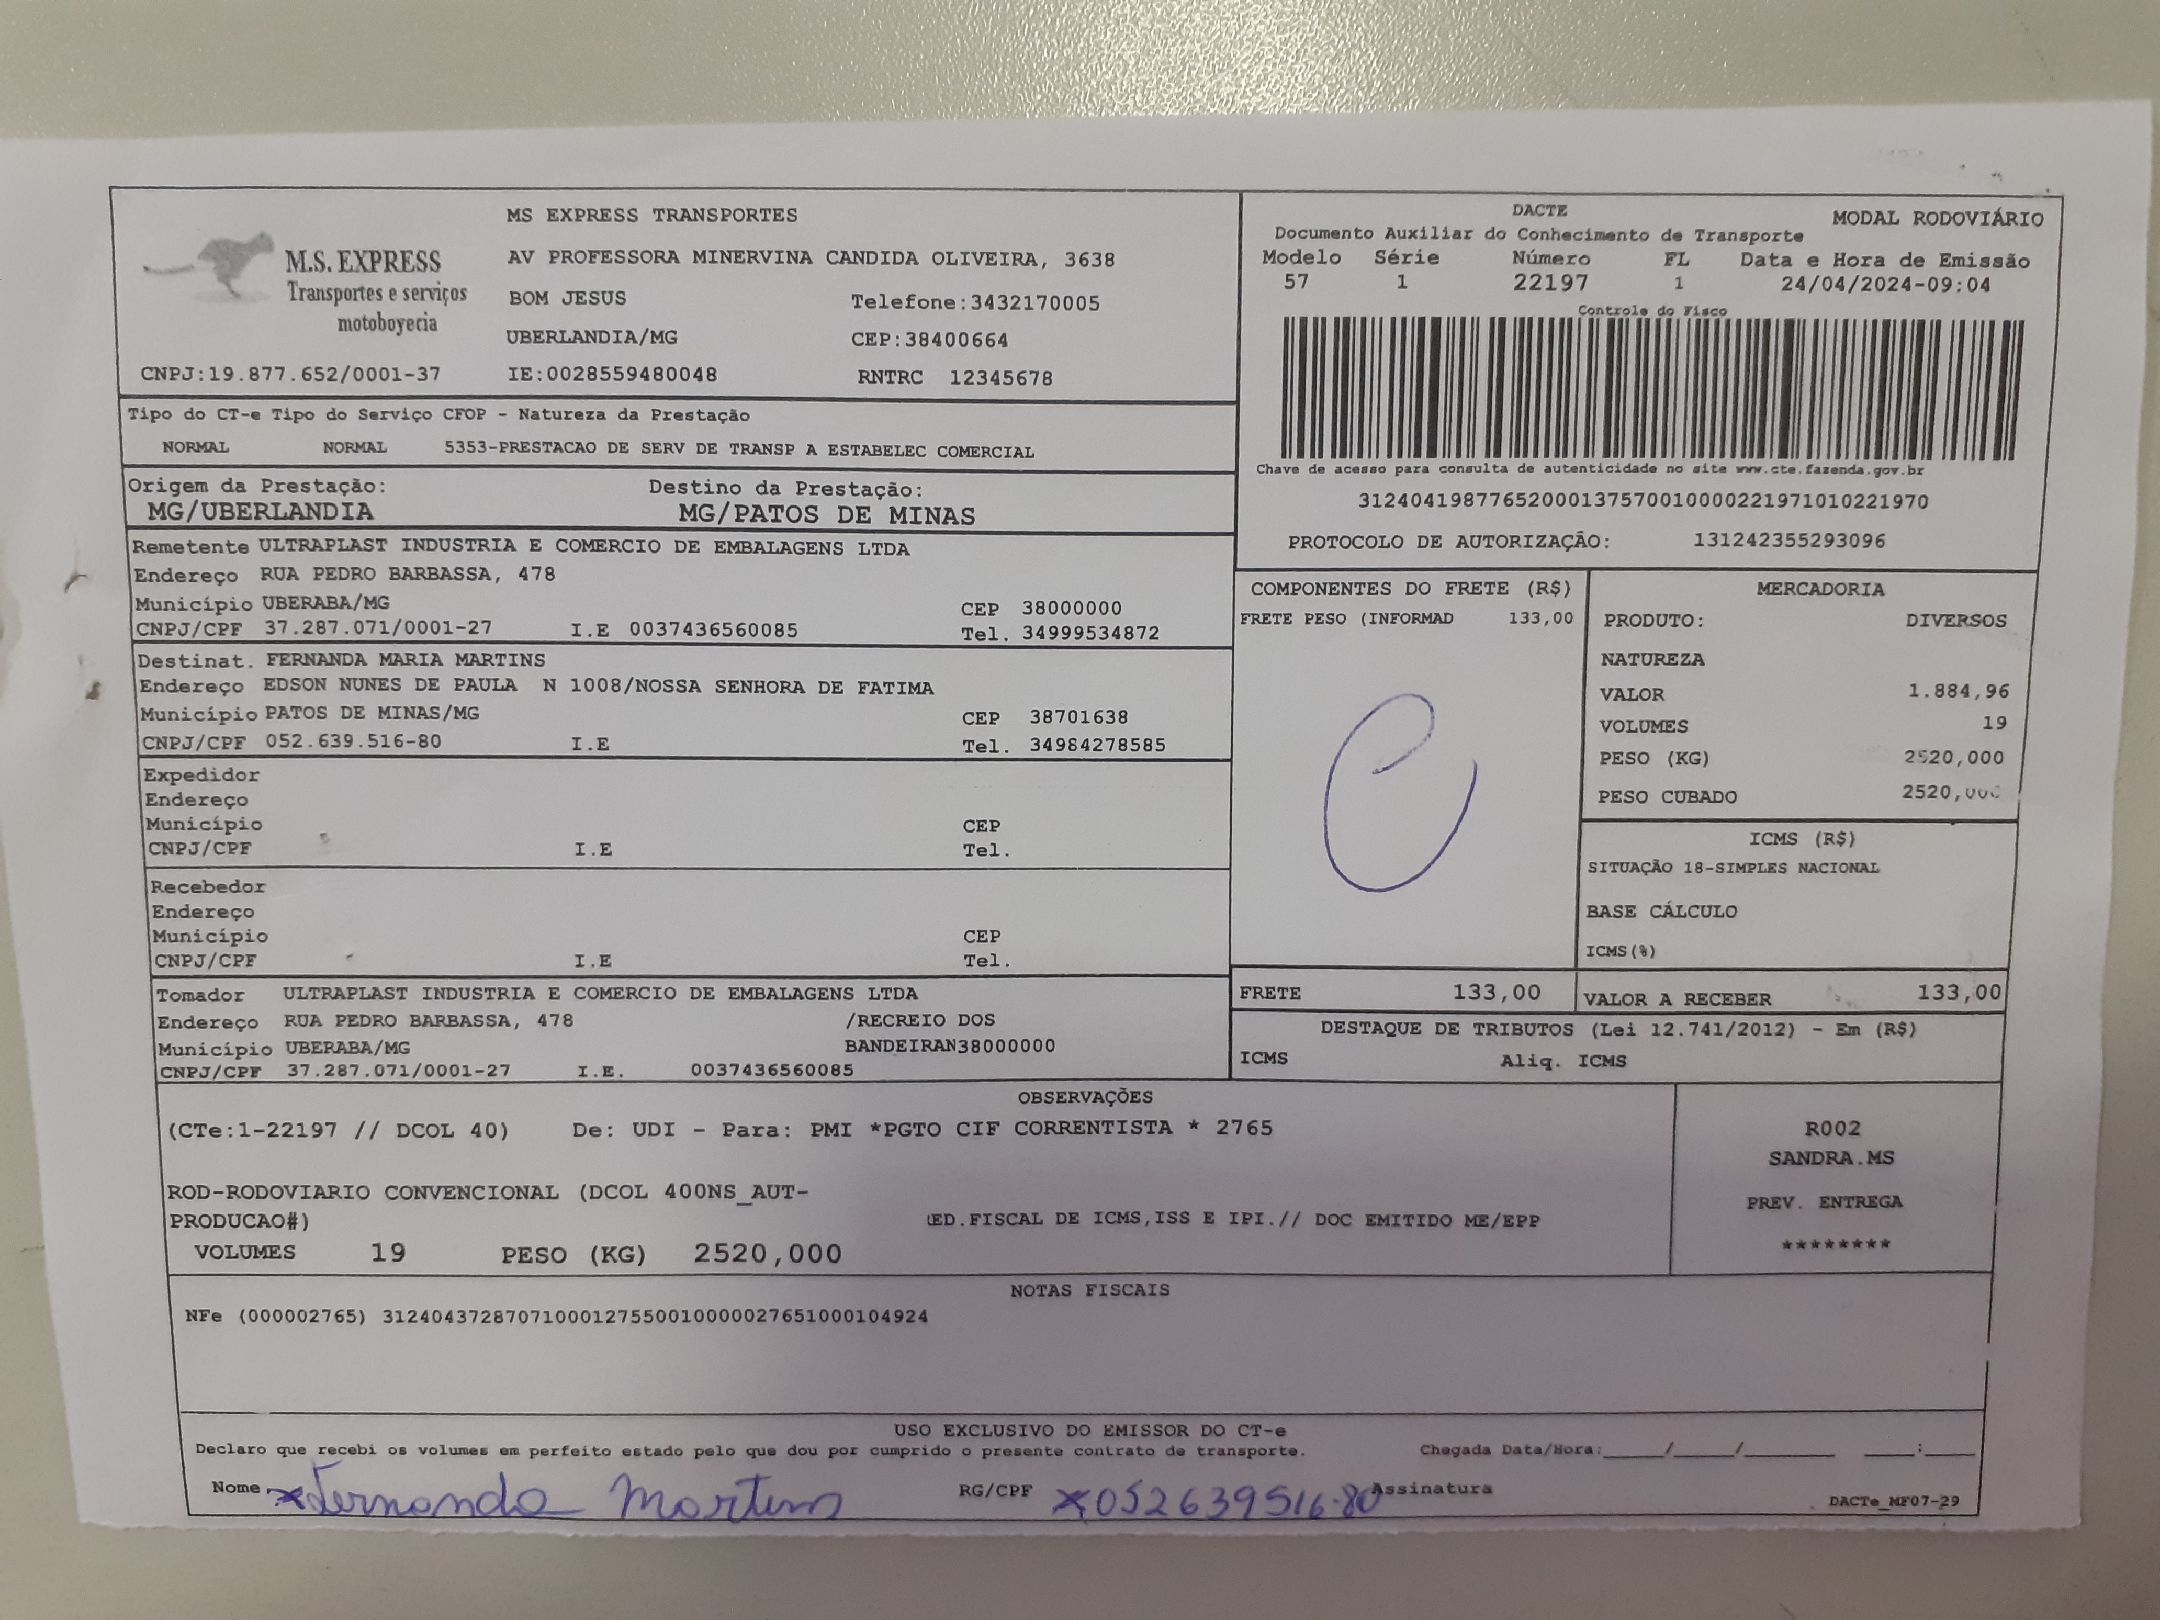 M.S. EXPRESS
Transportes e serviços
motoboyecia
MS EXPRESS TRANSPORTES
AV PROFESSORA MINERVINA CANDIDA OLIVEIRA, 3638
BOM JESUS Telefone:3432170005
UBERLANDIA/MG CEP:38400664
CNPJ:19.877.652/0001-37 IE:0028559480048 RNTRC 12345678
DACTE MODAL RODOVIÁRIO
Documento Auxiliar do Conhecimento de Transporte
Modelo Série Número FL Data e Hora de Emissão
57 1 22197 1 24/04/2024-09:04
Controle do Fisco
Chave de acesso para consulta de autenticidade no site www.cte.fazenda.gov.br
31240419877652000137570010000221971010221970
PROTOCOLO DE AUTORIZAÇÃO: 131242355293096
Tipo do CT-e Tipo do Serviço CFOP - Natureza da Prestação
NORMAL NORMAL 5353-PRESTACAO DE SERV DE TRANSP A ESTABELEC COMERCIAL
Origem da Prestação: Destino da Prestação:
MG/UBERLANDIA MG/PATOS DE MINAS
Remetente ULTRAPLAST INDUSTRIA E COMERCIO DE EMBALAGENS LTDA
Endereço RUA PEDRO BARBASSA, 478
Município UBERABA/MG CEP 38000000
CNPJ/CPF 37.287.071/0001-27 I.E 0037436560085 Tel. 34999534872
Destinat. FERNANDA MARIA MARTINS
Endereço EDSON NUNES DE PAULA N 1008/NOSSA SENHORA DE FATIMA
Município PATOS DE MINAS/MG CEP 38701638
CNPJ/CPF 052.639.516-80 I.E Tel. 34984278585
Expedidor
Endereço
Município CEP
CNPJ/CPF I.E Tel.
Recebedor
Endereço
Município CEP
CNPJ/CPF I.E Tel.
Tomador ULTRAPLAST INDUSTRIA E COMERCIO DE EMBALAGENS LTDA
Endereço RUA PEDRO BARBASSA, 478 /RECREIO DOS
Município UBERABA/MG BANDEIRAN38000000
CNPJ/CPF 37.287.071/0001-27 I.E. 0037436560085
COMPONENTES DO FRETE (R$)
FRETE PESO (INFORMAD 133,00
MERCADORIA
PRODUTO: DIVERSOS
NATUREZA
VALOR 1.884,96
VOLUMES 19
PESO (KG) 2520,000
PESO CUBADO 2520,000
ICMS (R$)
SITUAÇÃO 18-SIMPLES NACIONAL
BASE CÁLCULO
ICMS(%)
FRETE 133,00 VALOR A RECEBER 133,00
DESTAQUE DE TRIBUTOS (Lei 12.741/2012) - Em (R$)
ICMS Aliq. ICMS
OBSERVAÇÕES
(CTe:1-22197 // DCOL 40) De: UDI - Para: PMI *PGTO CIF CORRENTISTA * 2765
ROD-RODOVIARIO CONVENCIONAL (DCOL 400NS_AUT-
PRODUCAO#) ED.FISCAL DE ICMS,ISS E IPI.// DOC EMITIDO ME/EPP
VOLUMES 19 PESO (KG) 2520,000
R002
SANDRA.MS
PREV. ENTREGA
********
NOTAS FISCAIS
NFe (000002765) 31240437287071000127550010000027651000104924
USO EXCLUSIVO DO EMISSOR DO CT-e
Declaro que recebi os volumes em perfeito estado pelo que dou por cumprido o presente contrato de transporte. Chegada Data/Hora:____/____/______ ___:___
Nome xFernanda Martins RG/CPF x052639516-80 Assinatura
DACTe_MF07-29